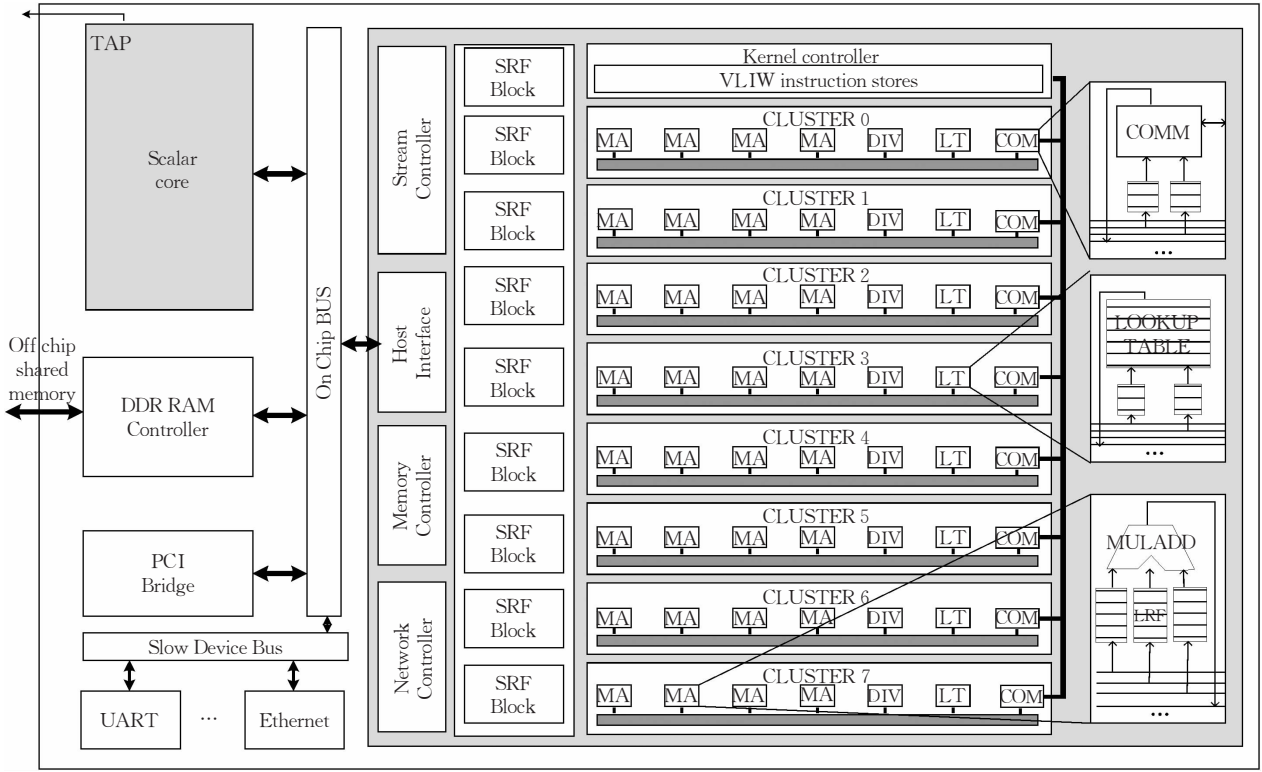 TAP
Scalar
core
Off chip
shared
memory
DDR RAM
Controller
PCI
Bridge
Slow Device Bus
UART
...
Ethernet
On Chip BUS
Stream
Controller
Host
Interface
Memory
Controller
Network
Controller
SRF
Block
SRF
Block
SRF
Block
SRF
Block
SRF
Block
SRF
Block
SRF
Block
SRF
Block
SRF
Block
Kernel controller
VLIW instruction stores
CLUSTER 0
MA MA MA MA DIV LT COM
CLUSTER 1
MA MA MA MA DIV LT COM
CLUSTER 2
MA MA MA MA DIV LT COM
CLUSTER 3
MA MA MA MA DIV LT COM
CLUSTER 4
MA MA MA MA DIV LT COM
CLUSTER 5
MA MA MA MA DIV LT COM
CLUSTER 6
MA MA MA MA DIV LT COM
CLUSTER 7
MA MA MA MA DIV LT COM
COMM
...
LOOKUP
TABLE
...
MULADD
LRF
...